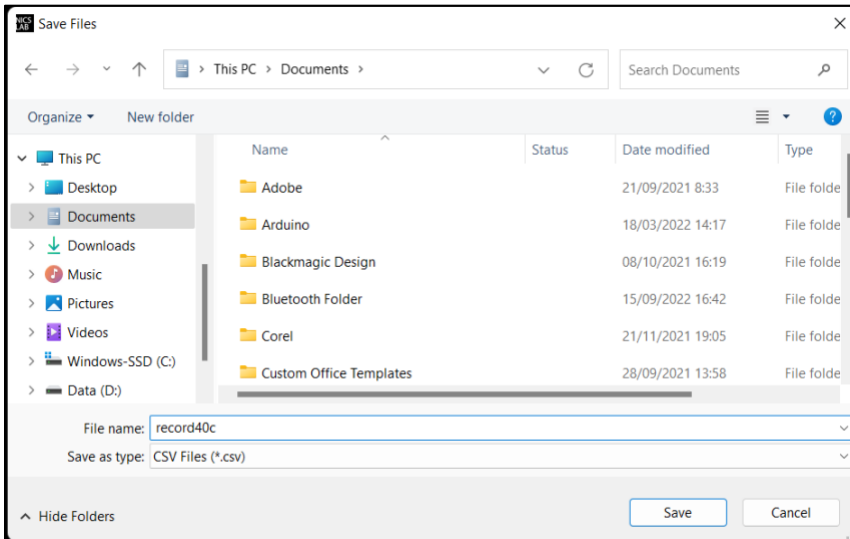 NICS LAB Save Files
This PC > Documents >
Search Documents
Organize New folder
?
Name Status Date modified Type
This PC
Desktop
Documents
Downloads
Music
Pictures
Videos
Windows-SSD (C:)
Data (D:)
Adobe 21/09/2021 8:33 File folde
Arduino 18/03/2022 14:17 File folde
Blackmagic Design 08/10/2021 16:19 File folde
Bluetooth Folder 15/09/2022 16:42 File folde
Corel 21/11/2021 19:05 File folde
Custom Office Templates 28/09/2021 13:58 File folde
File name: record40c
Save as type: CSV Files (*.csv)
Hide Folders
Save Cancel